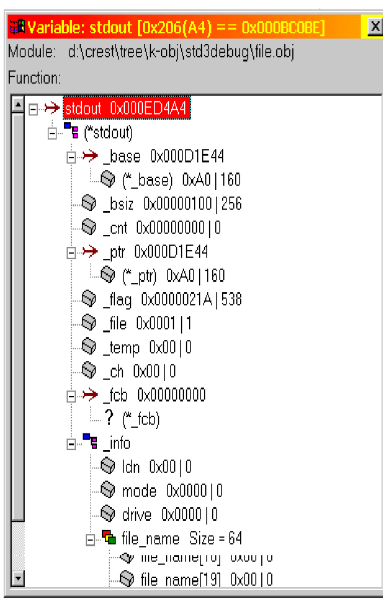 Variable: stdout [0x206(A4) == 0x000BC0BE]
Module: d:\crest\tree\k-obj\std3debug\file.obj
Function:
stdout 0x000ED4A4
(*stdout)
_base 0x000D1E44
(*_base) 0xA0 | 160
_bsiz 0x00000100 | 256
_cnt 0x00000000 | 0
_ptr 0x000D1E44
(*_ptr) 0xA0 | 160
_flag 0x0000021A | 538
_file 0x0001 | 1
_temp 0x00 | 0
_ch 0x00 | 0
_fcb 0x00000000
? (*_fcb)
_info
ldn 0x00 | 0
mode 0x0000 | 0
drive 0x0000 | 0
file_name Size = 64
0x00 | 0
file_name[19] 0x00 | 0